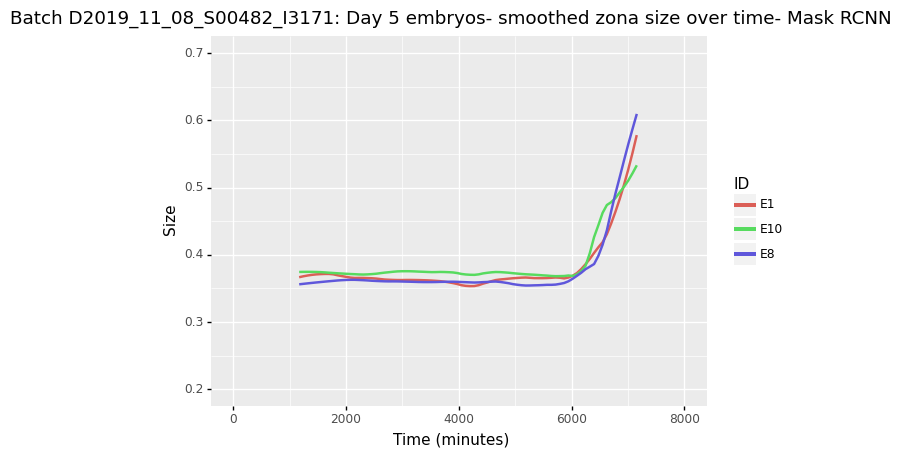 Batch D2019_11_08_S00482_I3171: Day 5 embryos- smoothed zona size over time- Mask RCNN
0.7
0.6
0.5
0.4
0.3
0.2
Size
0 2000 4000 6000 8000
Time (minutes)
ID
E1
E10
E8